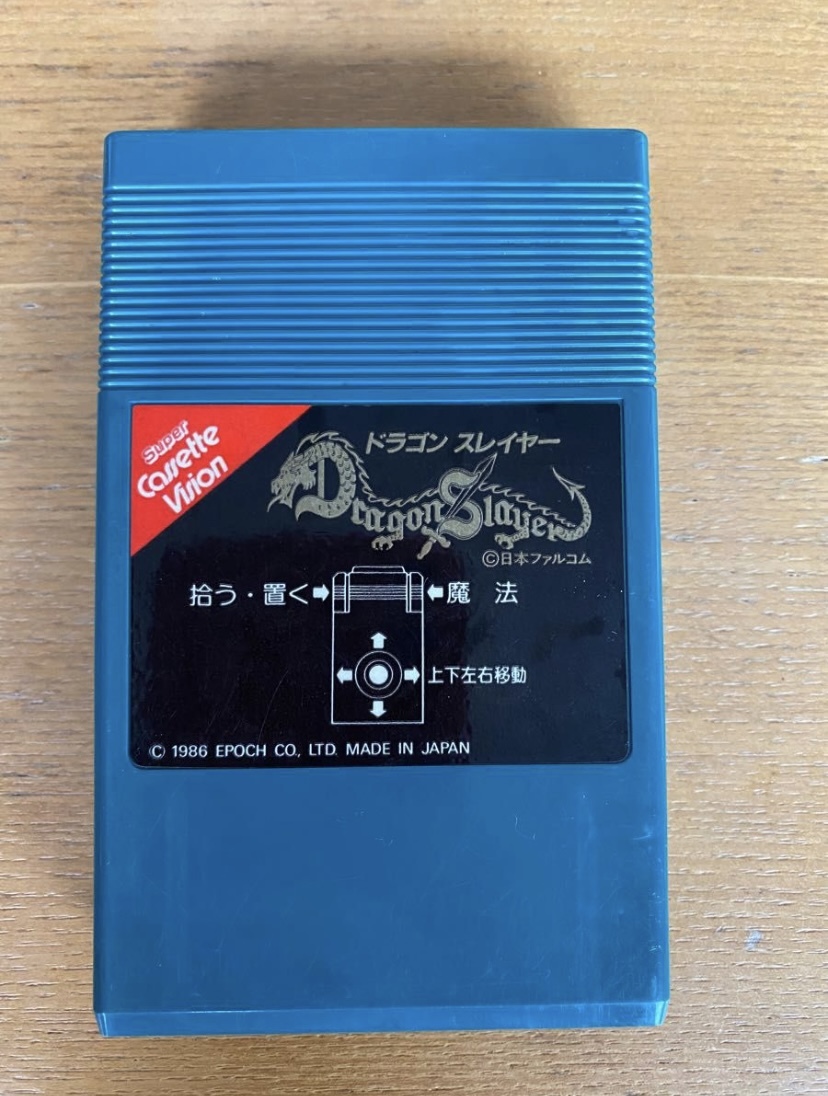 Super
Cassette
Vision
ドラゴン スレイヤー
Dragon Slayer
©日本ファルコム
拾う・置く➡
⬅魔 法
上下左右移動
© 1986 EPOCH CO., LTD. MADE IN JAPAN